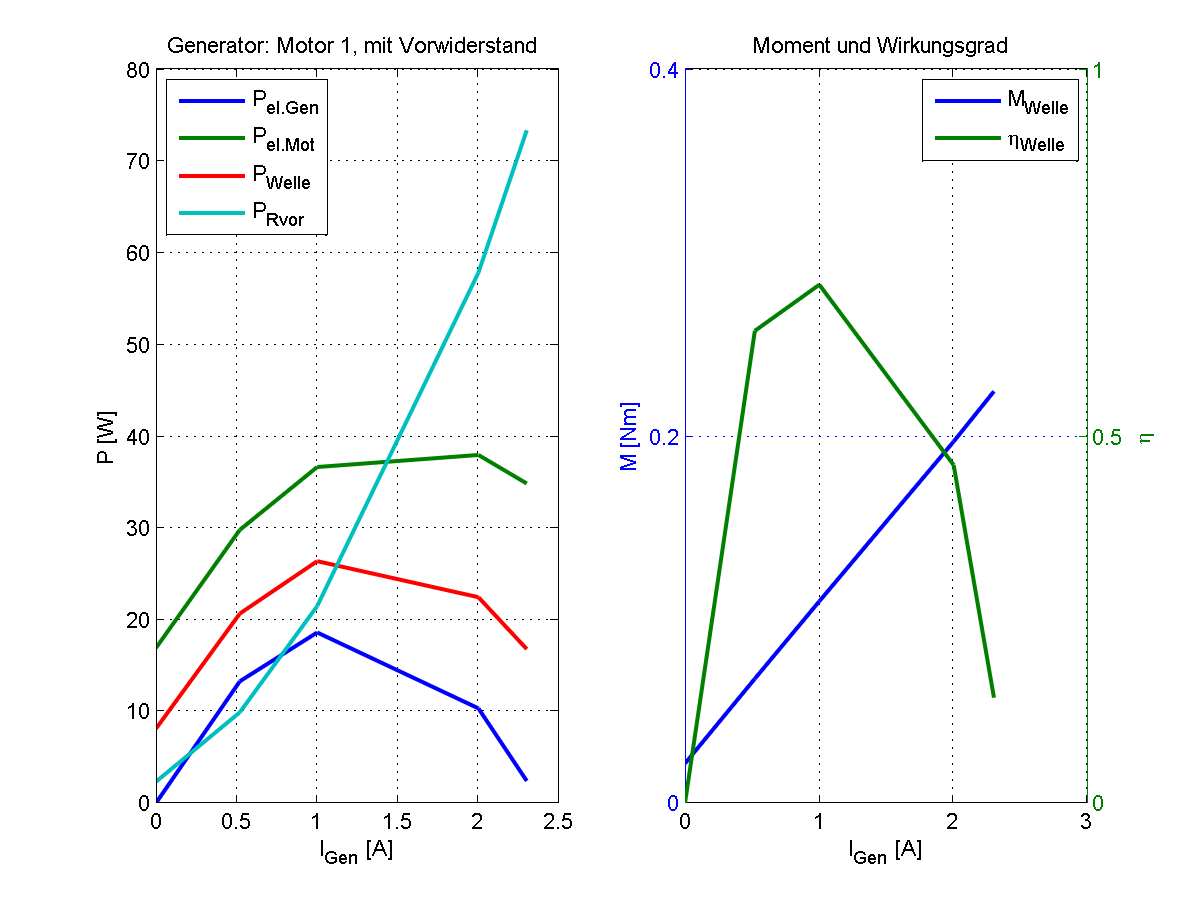 Generator: Motor 1, mit Vorwiderstand
80
70
60
50
40
30
20
10
0
P [W]
P_el.Gen
P_el.Mot
P_Welle
P_Rvor
0 0.5 1 1.5 2 2.5
I_Gen [A]
Moment und Wirkungsgrad
0.4
0.2
0
M [Nm]
M_Welle
η_Welle
1
0.5
0
η
0 1 2 3
I_Gen [A]